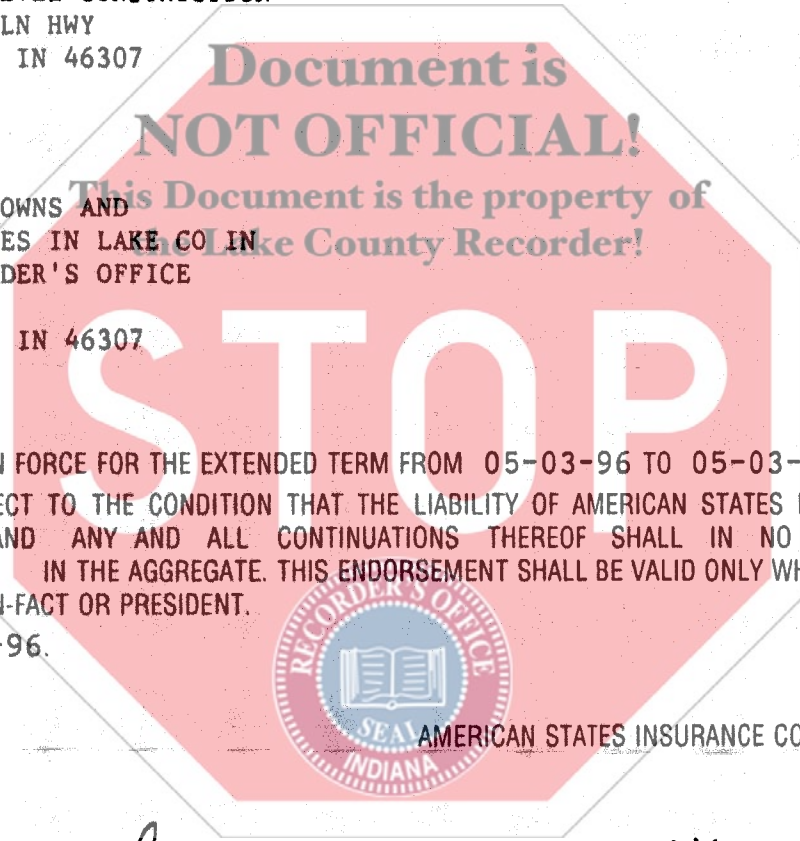 LN HWY
IN 46307
Document is
NOT OFFICIAL!
This Document is the property of
the Lake County Recorder!
OWNS AND
ES IN LAKE CO IN
DER'S OFFICE
IN 46307
STOP
FORCE FOR THE EXTENDED TERM FROM 05-03-96 TO 05-03-
ECT TO THE CONDITION THAT THE LIABILITY OF AMERICAN STATES
AND ANY AND ALL CONTINUATIONS THEREOF SHALL IN NO
IN THE AGGREGATE. THIS ENDORSEMENT SHALL BE VALID ONLY WH
-FACT OR PRESIDENT.
-96.
RECORDER'S OFFICE
SEAL
INDIANA
AMERICAN STATES INSURANCE CO